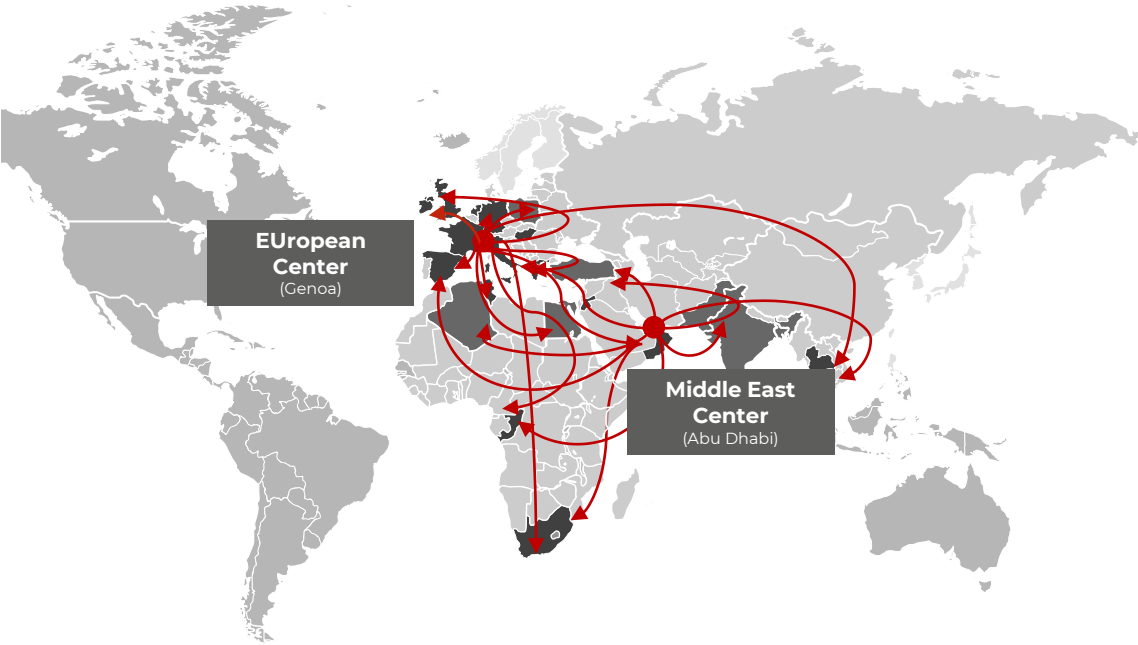 EUropean
Center
(Genoa)
Middle East
Center
(Abu Dhabi)